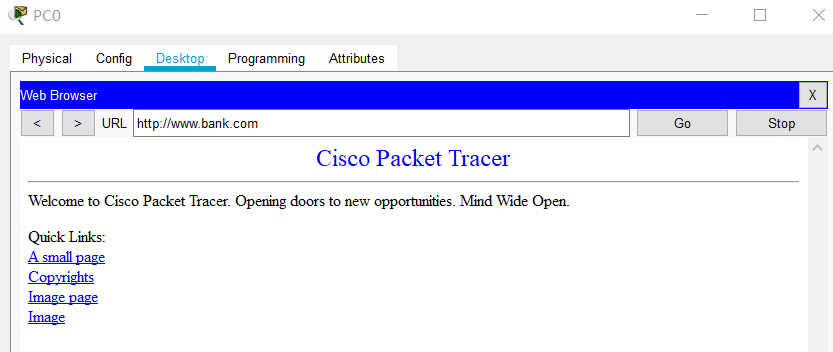 PC0
Physical Config Desktop Programming Attributes
Web Browser X
< > URL http://www.bank.com Go Stop
Cisco Packet Tracer
Welcome to Cisco Packet Tracer. Opening doors to new opportunities. Mind Wide Open.
Quick Links:
A small page
Copyrights
Image page
Image